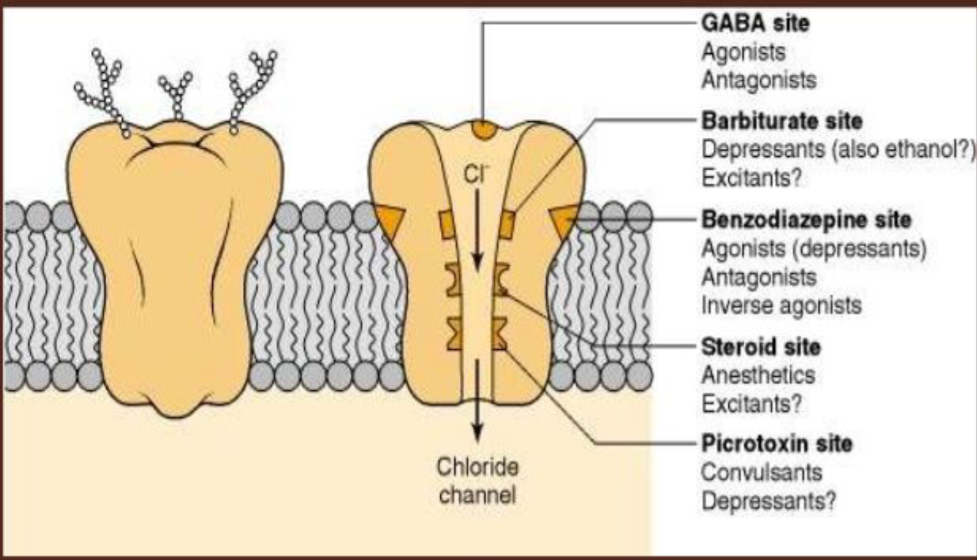 GABA site
Agonists
Antagonists
Barbiturate site
Depressants (also ethanol?)
Excitants?
Benzodiazepine site
Agonists (depressants)
Antagonists
Inverse agonists
Steroid site
Anesthetics
Excitants?
Picrotoxin site
Convulsants
Depressants?
Cl⁻
Chloride
channel